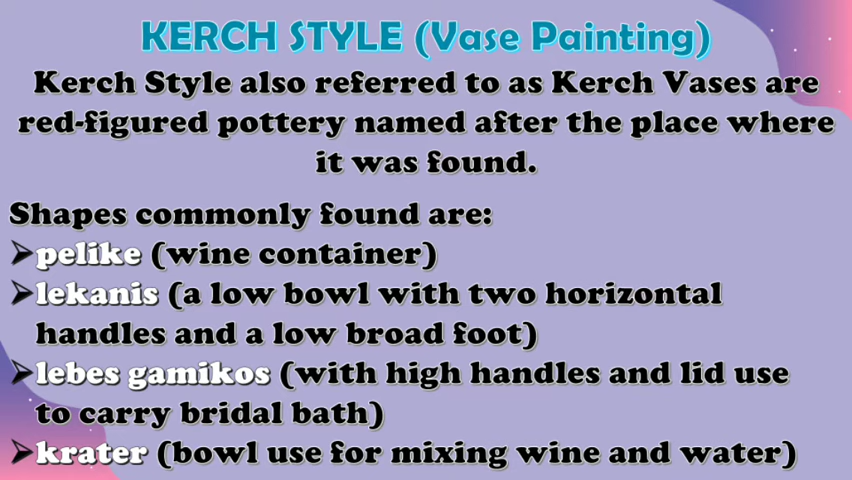 KERCH STYLE (Vase Painting)
Kerch Style also referred to as Kerch Vases are
red-figured pottery named after the place where
it was found.
Shapes commonly found are:
➢pelike (wine container)
➢lekanis (a low bowl with two horizontal
handles and a low broad foot)
➢lebes gamikos (with high handles and lid use
to carry bridal bath)
➢krater (bowl use for mixing wine and water)